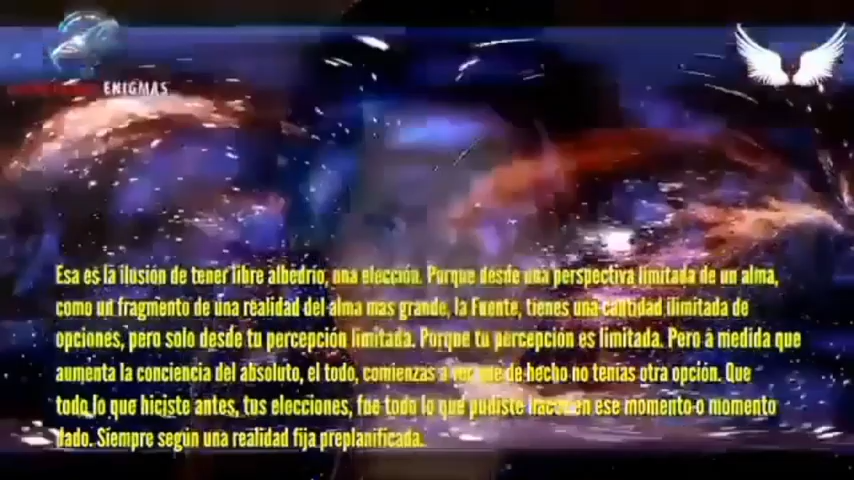 ENIGMAS
Esa es la ilusión de tener libre albedrio, una elección. Porque desde una perspectiva limitada de un alma,
como un fragmento de una realidad del alma mas grande, la Fuente, tienes una cantidad ilimitada de
opciones, pero solo desde tu percepción limitada. Porque tu percepción es limitada. Pero a medida que
aumenta la conciencia del absoluto, el todo, comienzas a ver que de hecho no tenías otra opción. Que
todo lo que hiciste antes, tus elecciones, fue todo lo que pudiste hacer en ese momento o momento
dado. Siempre según una realidad fija preplanificada.